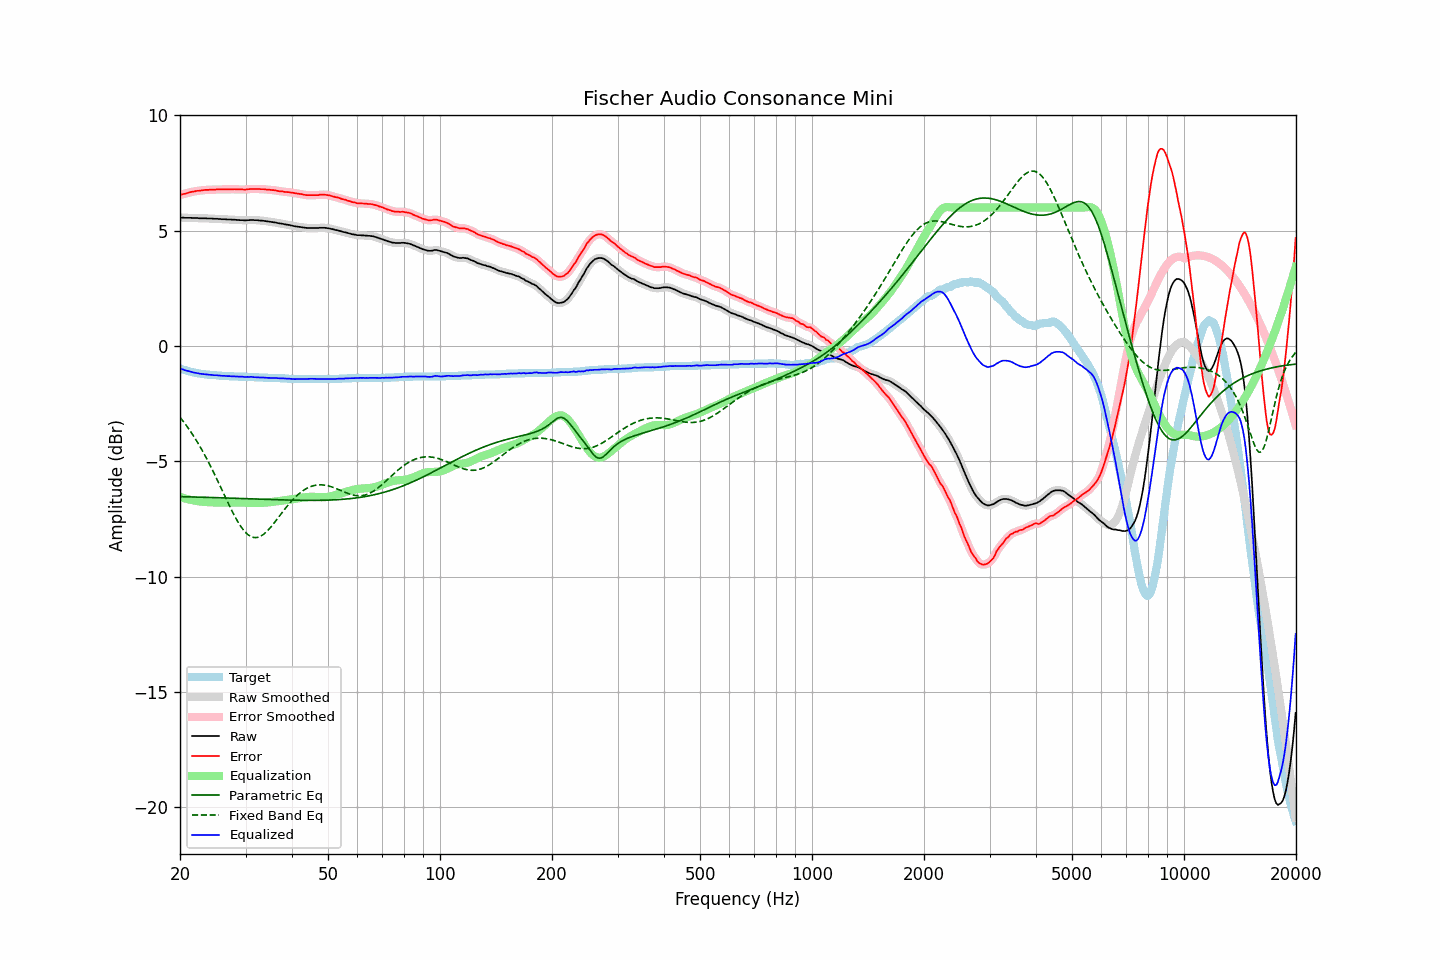 Fischer Audio Consonance Mini
10
5
0
−5
−10
−15
−20
Amplitude (dBr)
Target
Raw Smoothed
Error Smoothed
Raw
Error
Equalization
Parametric Eq
Fixed Band Eq
Equalized
20 50 100 200 500 1000 2000 5000 10000 20000
Frequency (Hz)